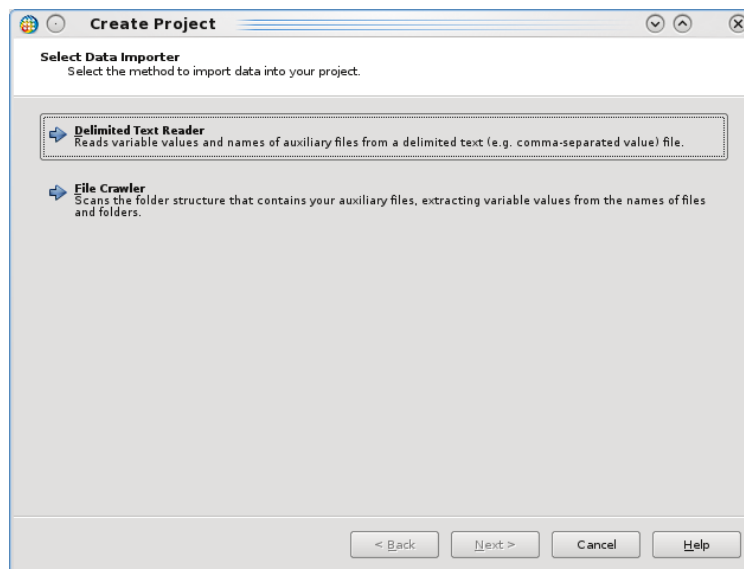 Create Project
Select Data Importer
Select the method to import data into your project.
Delimited Text Reader
Reads variable values and names of auxiliary files from a delimited text (e.g. comma-separated value) file.
File Crawler
Scans the folder structure that contains your auxiliary files, extracting variable values from the names of files
and folders.
< Back Next > Cancel Help